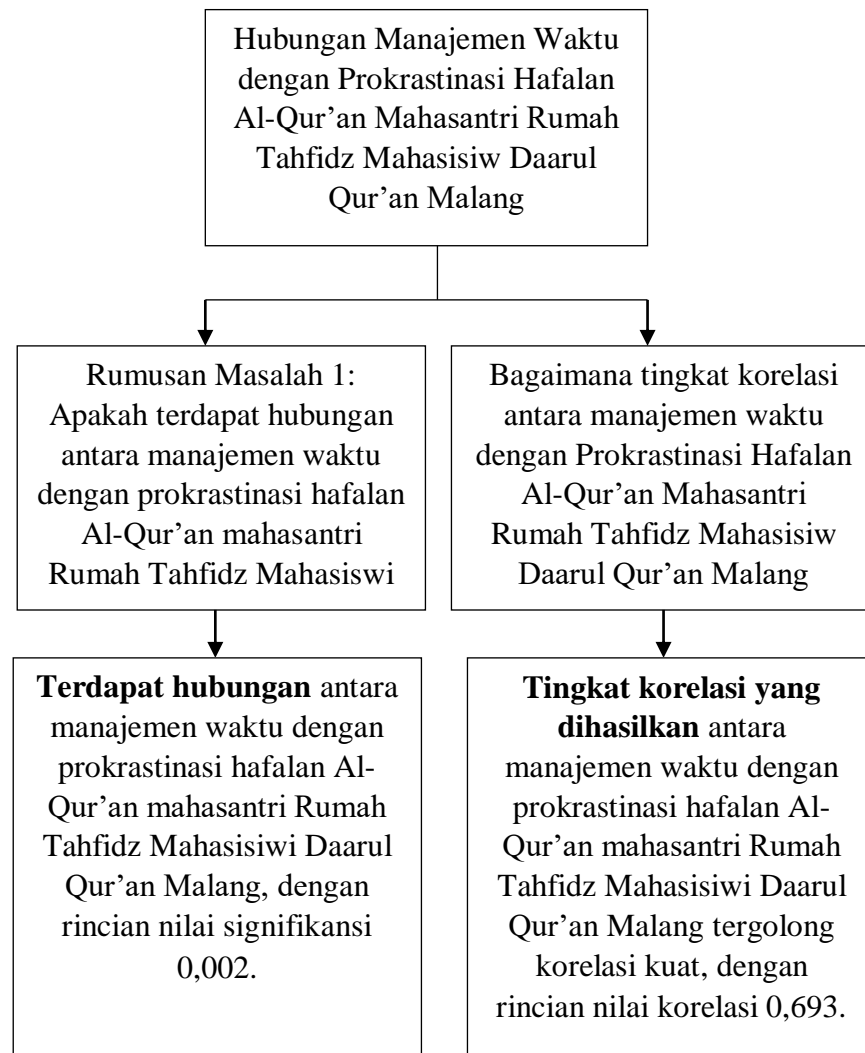 Hubungan Manajemen Waktu
dengan Prokrastinasi Hafalan
Al-Qur’an Mahasantri Rumah
Tahfidz Mahasisiw Daarul
Qur’an Malang
Rumusan Masalah 1:
Apakah terdapat hubungan
antara manajemen waktu
dengan prokrastinasi hafalan
Al-Qur’an mahasantri
Rumah Tahfidz Mahasiswi
Bagaimana tingkat korelasi
antara manajemen waktu
dengan Prokrastinasi Hafalan
Al-Qur’an Mahasantri
Rumah Tahfidz Mahasisiw
Daarul Qur’an Malang
Terdapat hubungan antara
manajemen waktu dengan
prokrastinasi hafalan Al-
Qur’an mahasantri Rumah
Tahfidz Mahasisiwi Daarul
Qur’an Malang, dengan
rincian nilai signifikansi
0,002.
Tingkat korelasi yang
dihasilkan antara
manajemen waktu dengan
prokrastinasi hafalan Al-
Qur’an mahasantri Rumah
Tahfidz Mahasisiwi Daarul
Qur’an Malang tergolong
korelasi kuat, dengan
rincian nilai korelasi 0,693.